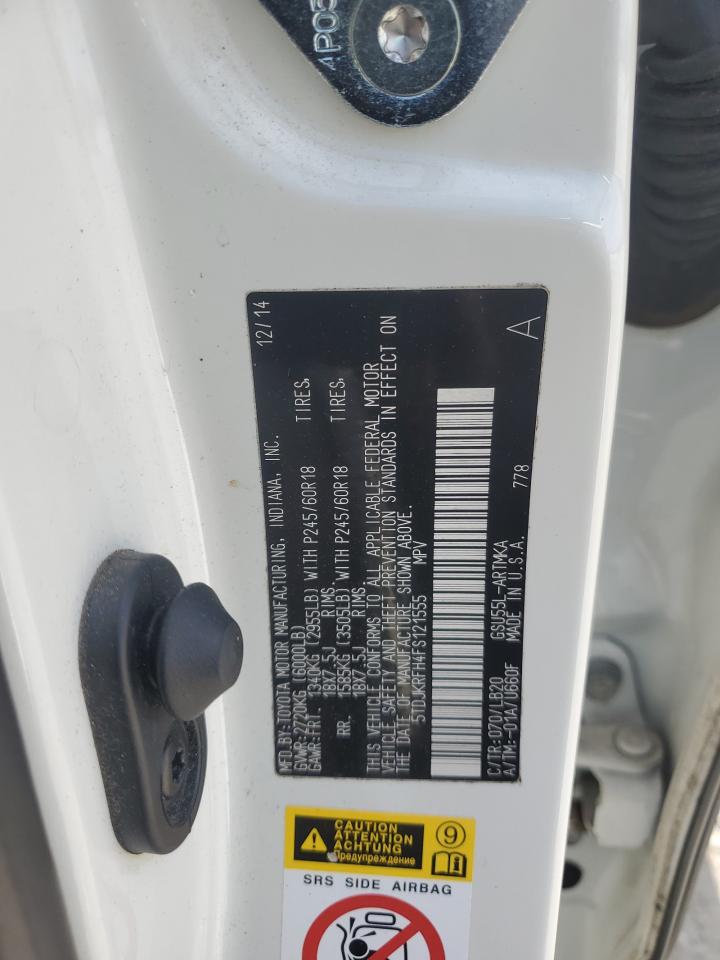 4P03
MFD BY:TOYOTA MOTOR MANUFACTURING, INDIANA, INC. 12/14
GVWR:2720KG (6000LB)
GAWR:FRT. 1340KG (2955LB) WITH P245/60R18 TIRES,
18X7.5J RIMS.
RR. 1585KG (3505LB) WITH P245/60R18 TIRES,
18X7.5J RIMS.
THIS VEHICLE CONFORMS TO ALL APPLICABLE FEDERAL MOTOR
VEHICLE SAFETY AND THEFT PREVENTION STANDARDS IN EFFECT ON
THE DATE OF MANUFACTURE SHOWN ABOVE.
5TDJKRFH4FS121555 MPV
C/TR:070/LB20 GSU55L-ARTMKA 778 A
A/TM:-01A/U660F MADE IN U.S.A.
CAUTION
ATTENTION
ACHTUNG
Предупреждение
9
SRS SIDE AIRBAG